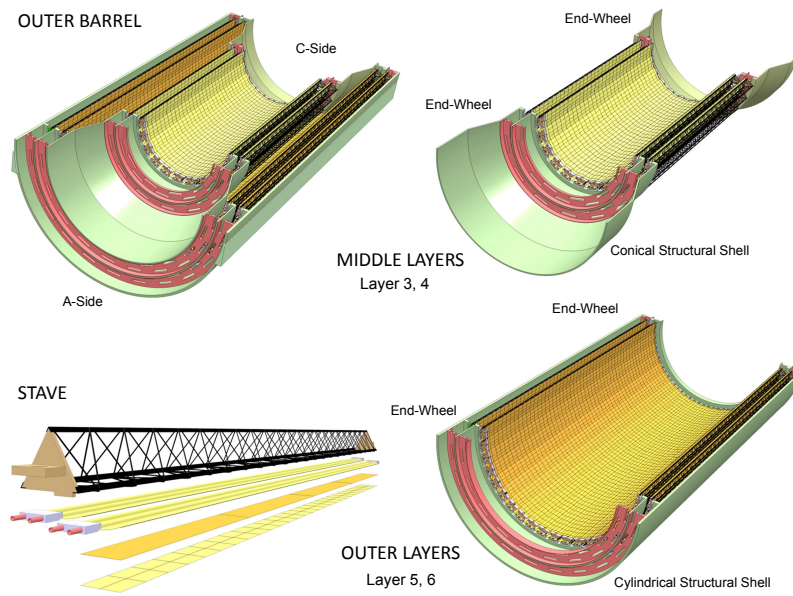 OUTER BARREL
C-Side
A-Side
End-Wheel
End-Wheel
MIDDLE LAYERS
Layer 3, 4
Conical Structural Shell
STAVE
End-Wheel
End-Wheel
OUTER LAYERS
Layer 5, 6
Cylindrical Structural Shell